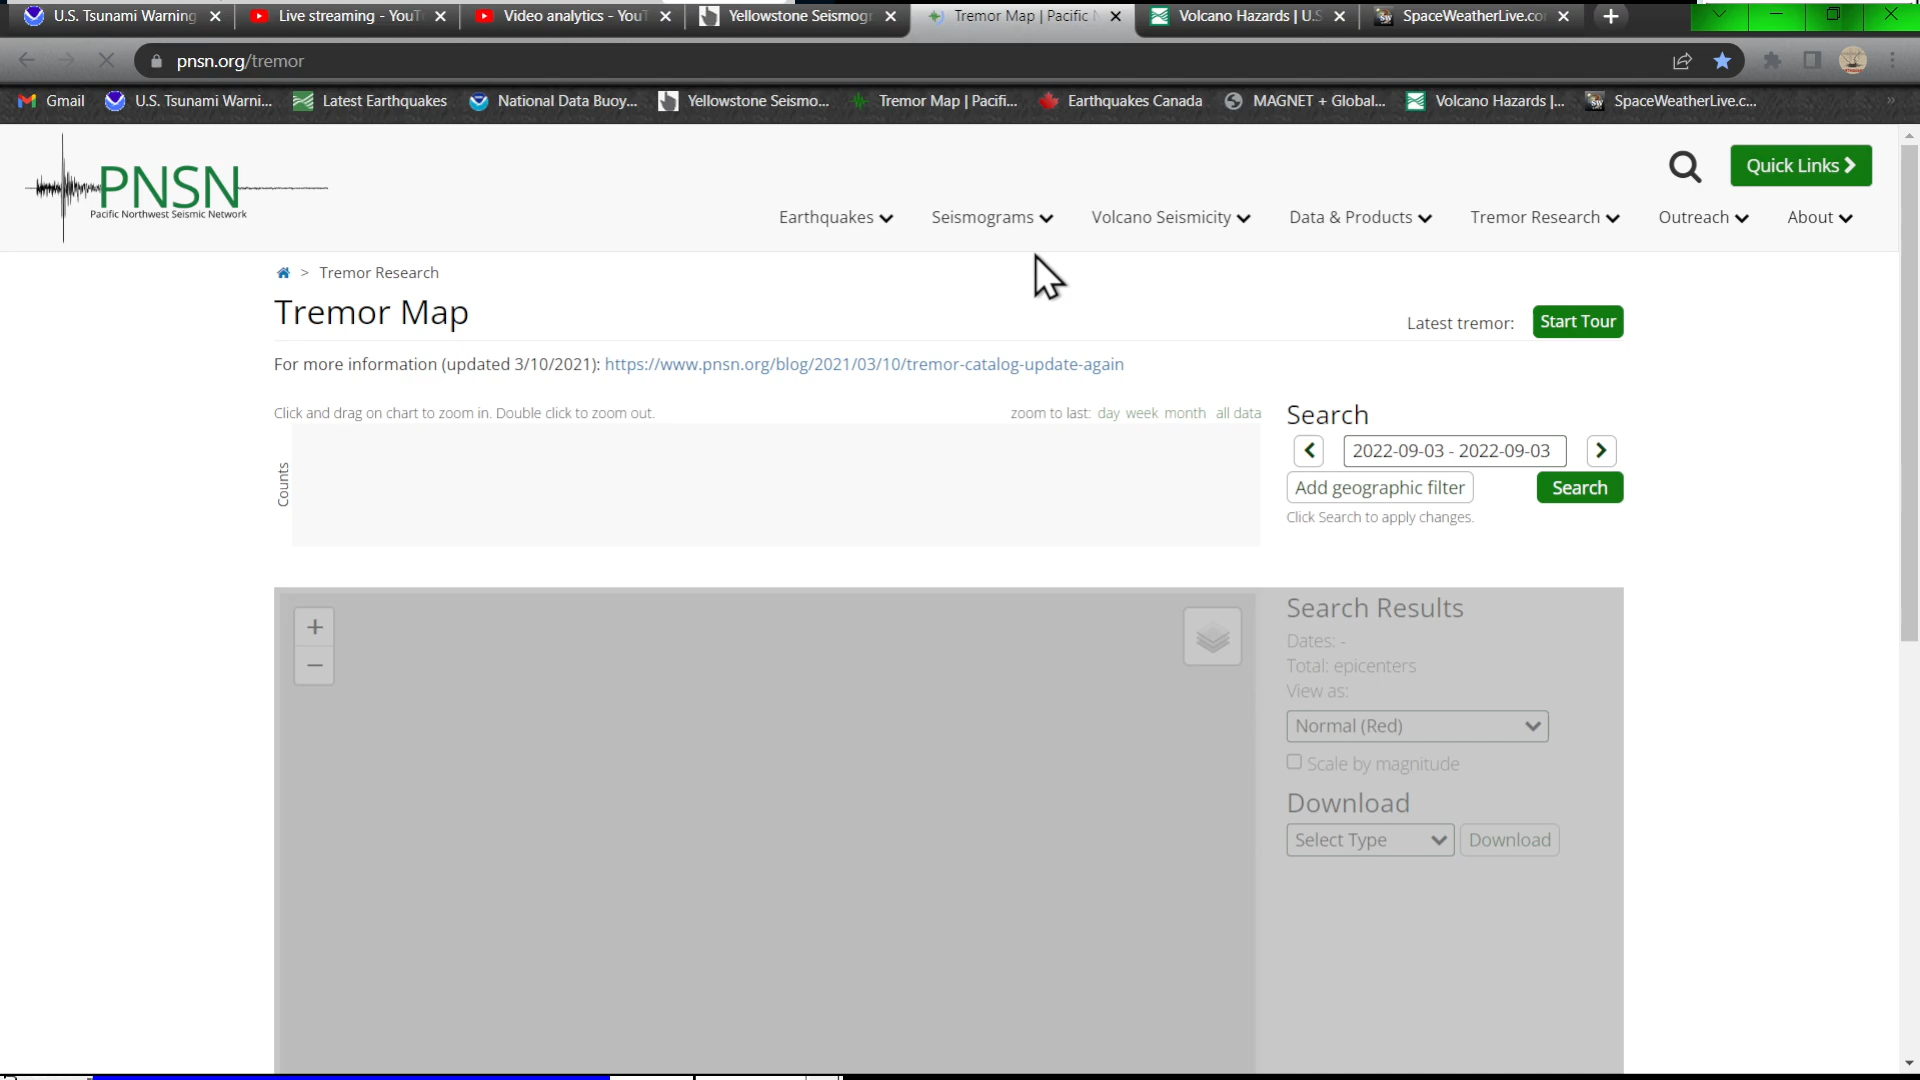 U.S. Tsunami Warning
Live streaming - YouT
Video analytics - YouT
Yellowstone Seismogr
Tremor Map | Pacific N
Volcano Hazards | U.S
SpaceWeatherLive.co
pnsn.org/tremor
Gmail
U.S. Tsunami Warni...
Latest Earthquakes
National Data Buoy...
Yellowstone Seismo...
Tremor Map | Pacifi...
Earthquakes Canada
MAGNET + Global...
Volcano Hazards |...
SpaceWeatherLive.c...
PNSN
Pacific Northwest Seismic Network
Quick Links
Earthquakes
Seismograms
Volcano Seismicity
Data & Products
Tremor Research
Outreach
About
> Tremor Research
Tremor Map
Latest tremor:
Start Tour
For more information (updated 3/10/2021): https://www.pnsn.org/blog/2021/03/10/tremor-catalog-update-again
Click and drag on chart to zoom in. Double click to zoom out.
zoom to last: day week month all data
Counts
Search
2022-09-03 - 2022-09-03
Add geographic filter
Search
Click Search to apply changes.
+
−
Search Results
Dates: -
Total: epicenters
View as:
Normal (Red)
Scale by magnitude
Download
Select Type
Download